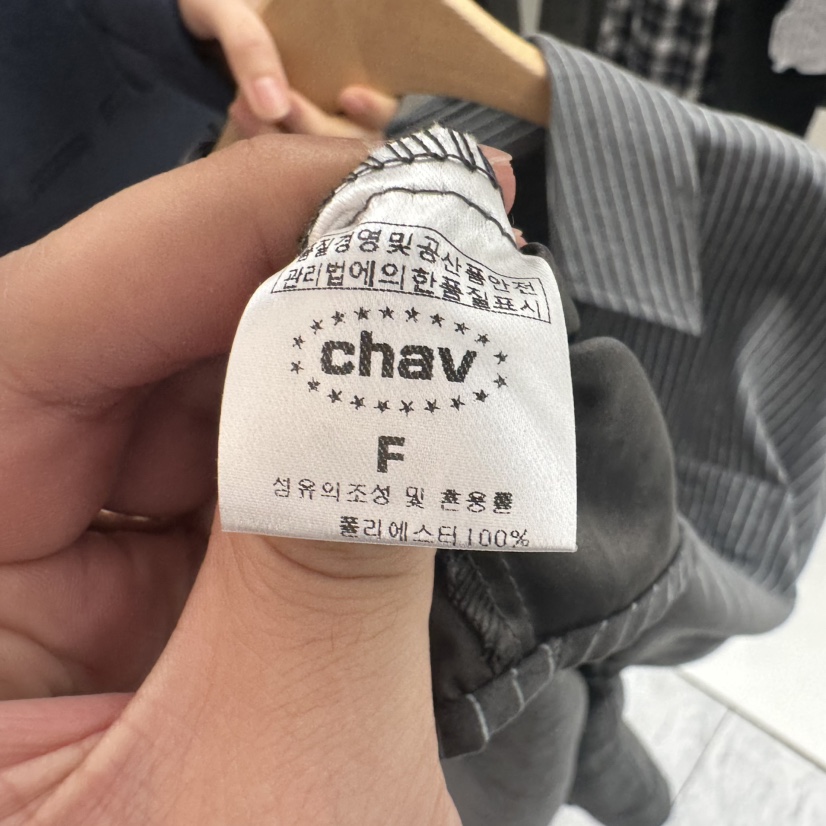 품질경영및공산품안전
관리법에의한품질표시
chav
F
섬유의조성 및 혼용률
폴리에스터100%